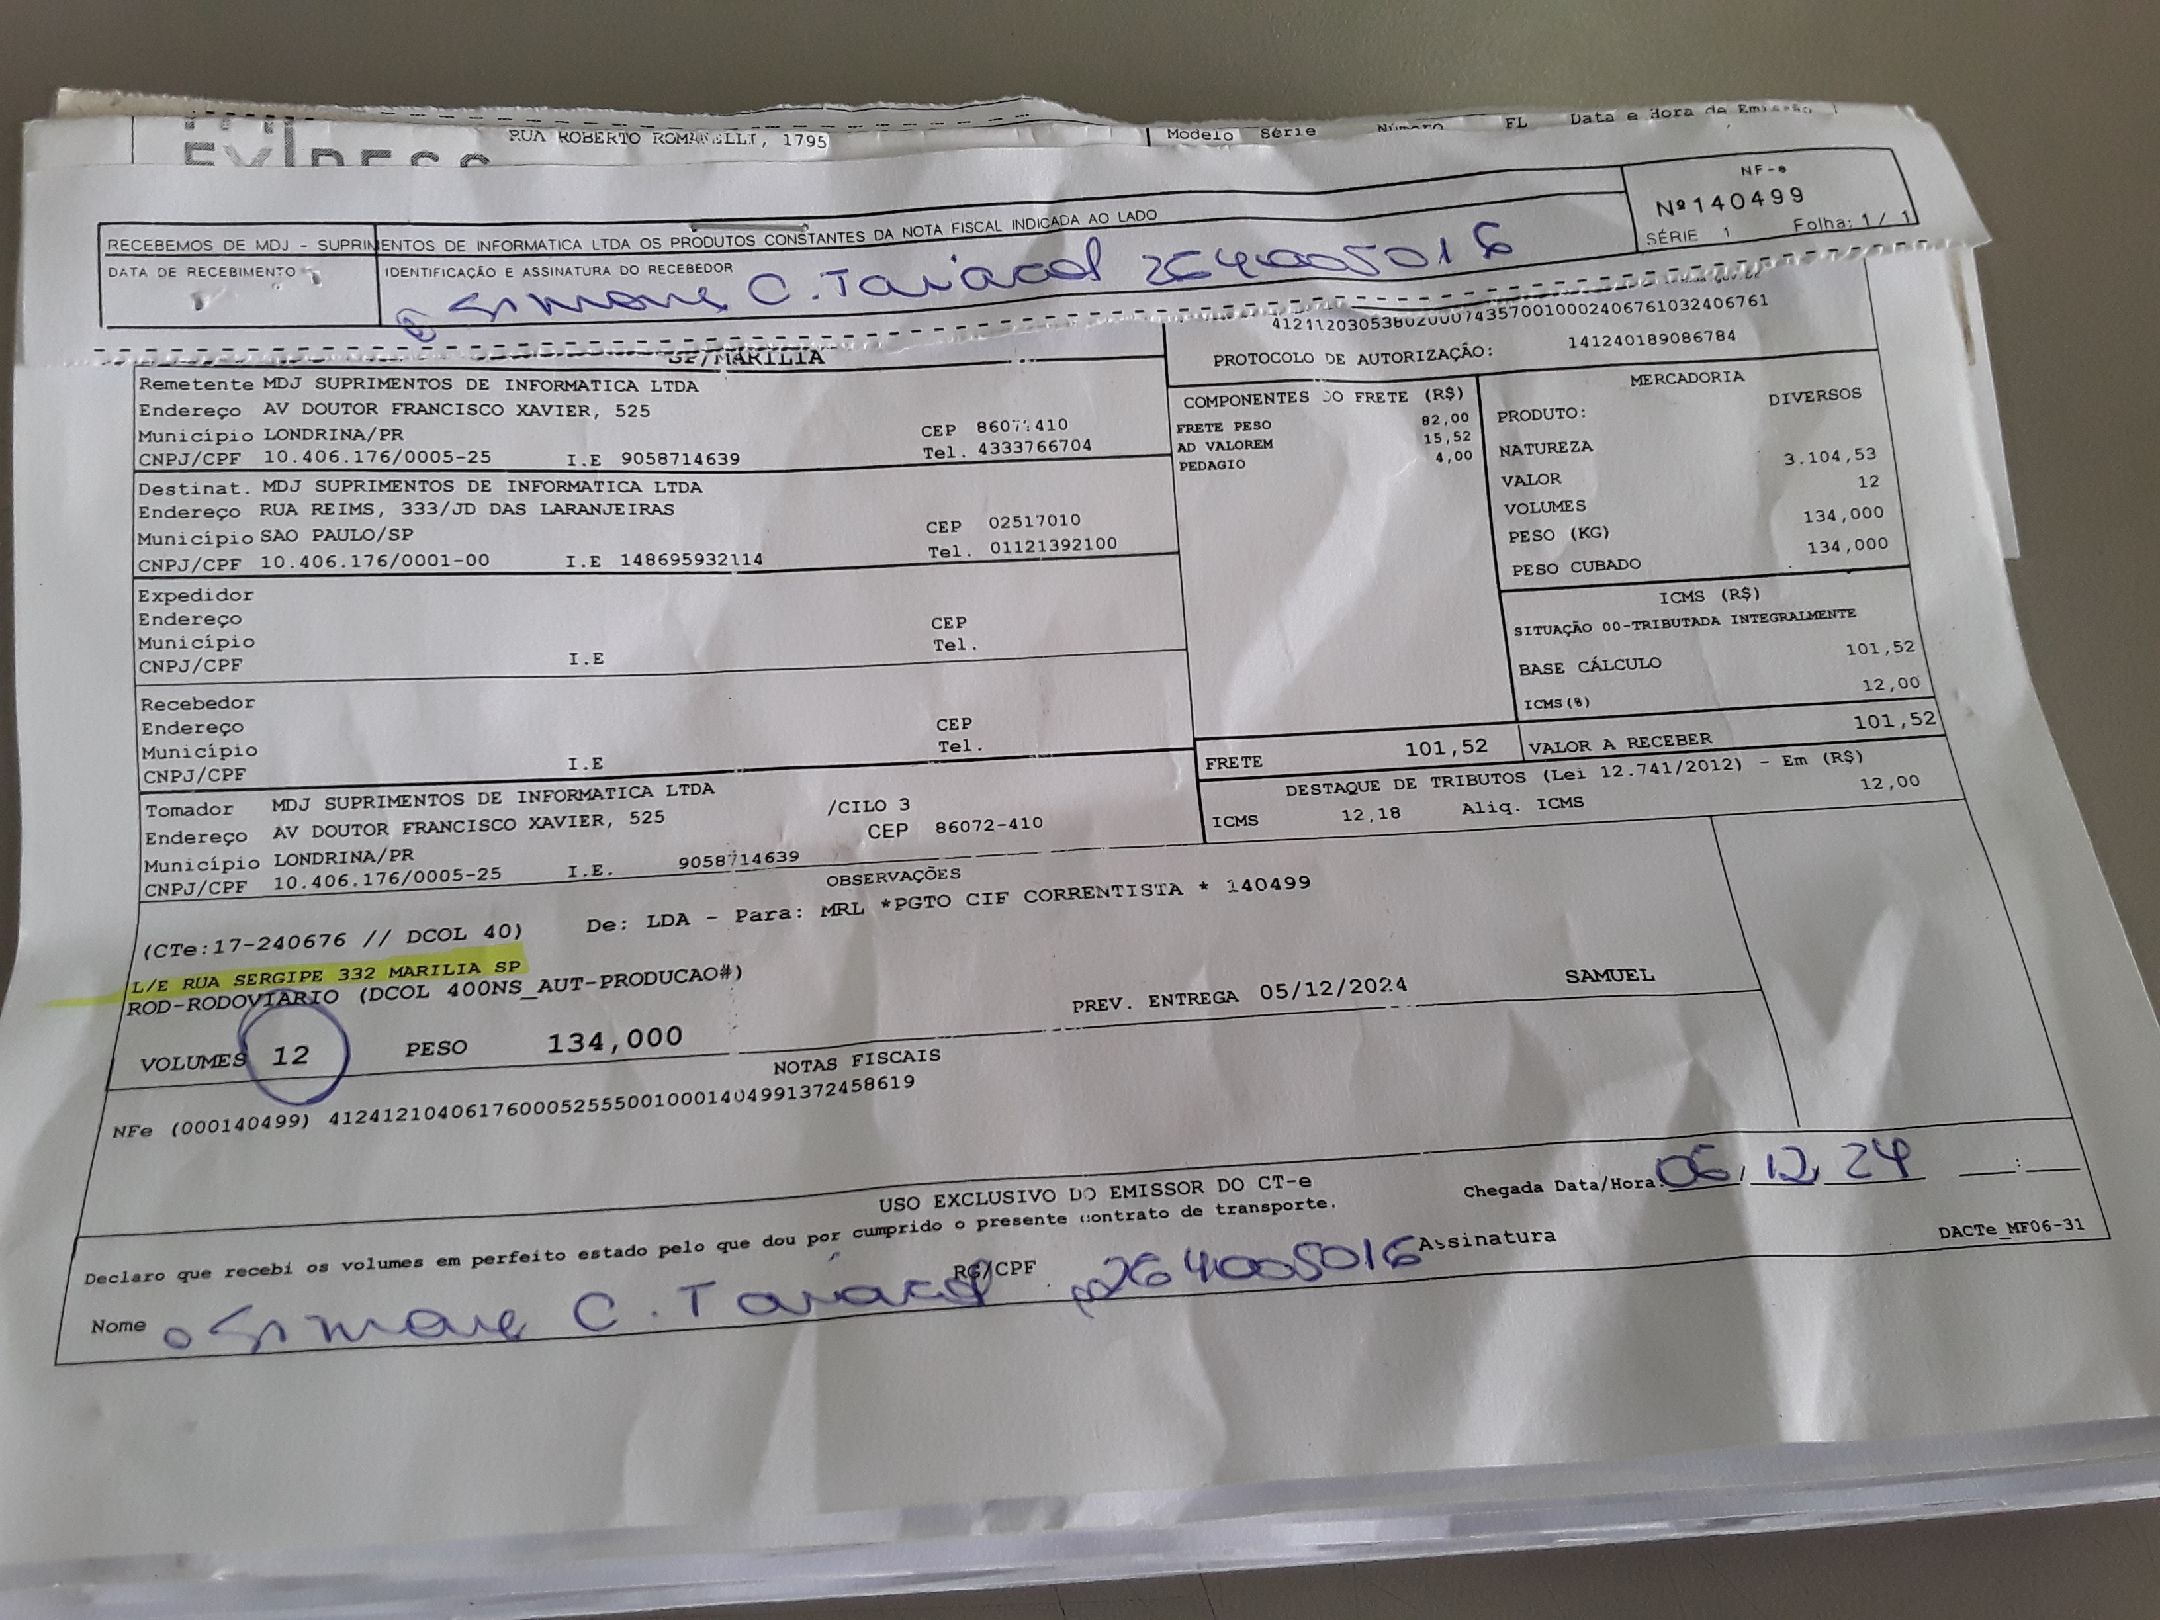 RUA ROBERTO ROMANELLI, 1795
Modelo Série Número FL Data e Hora de Emissão
NF-e
Nº 140499
SÉRIE 1 Folha: 1 / 1
RECEBEMOS DE MDJ - SUPRIMENTOS DE INFORMATICA LTDA OS PRODUTOS CONSTANTES DA NOTA FISCAL INDICADA AO LADO
DATA DE RECEBIMENTO
IDENTIFICAÇÃO E ASSINATURA DO RECEBEDOR
Simone C. 264005016
SP/MARILIA
41241203053802000743570010002406761032406761
PROTOCOLO DE AUTORIZAÇÃO: 141240189086784
Remetente MDJ SUPRIMENTOS DE INFORMATICA LTDA
Endereço AV DOUTOR FRANCISCO XAVIER, 525
Município LONDRINA/PR CEP 86072410
CNPJ/CPF 10.406.176/0005-25 I.E 9058714639 Tel. 4333766704
Destinat. MDJ SUPRIMENTOS DE INFORMATICA LTDA
Endereço RUA REIMS, 333/JD DAS LARANJEIRAS
Município SAO PAULO/SP CEP 02517010
CNPJ/CPF 10.406.176/0001-00 I.E 148695932114 Tel. 01121392100
Expedidor
Endereço
Município CEP
CNPJ/CPF I.E Tel.
Recebedor
Endereço
Município CEP
CNPJ/CPF I.E Tel.
Tomador MDJ SUPRIMENTOS DE INFORMATICA LTDA
Endereço AV DOUTOR FRANCISCO XAVIER, 525 /CILO 3
Município LONDRINA/PR CEP 86072-410
CNPJ/CPF 10.406.176/0005-25 I.E. 9058714639
COMPONENTES DO FRETE (R$)
FRETE PESO 82,00
AD VALOREM 15,52
PEDAGIO 4,00
MERCADORIA
PRODUTO: DIVERSOS
NATUREZA
VALOR 3.104,53
VOLUMES 12
PESO (KG) 134,000
PESO CUBADO 134,000
ICMS (R$)
SITUAÇÃO 00-TRIBUTADA INTEGRALMENTE
BASE CÁLCULO 101,52
ICMS(%) 12,00
FRETE 101,52 VALOR A RECEBER 101,52
DESTAQUE DE TRIBUTOS (Lei 12.741/2012) - Em (R$)
ICMS 12,18 Aliq. ICMS 12,00
OBSERVAÇÕES
(CTe:17-240676 // DCOL 40) De: LDA - Para: MRL *PGTO CIF CORRENTISTA * 140499
L/E RUA SERGIPE 332 MARILIA SP
ROD-RODOVIARIO (DCOL 400NS_AUT-PRODUCAO#)
PREV. ENTREGA 05/12/2024 SAMUEL
VOLUMES 12 PESO 134,000
NOTAS FISCAIS
NFe (000140499) 41241210406176000525550010001404991372458619
USO EXCLUSIVO DO EMISSOR DO CT-e
Declaro que recebi os volumes em perfeito estado pelo que dou por cumprido o presente contrato de transporte.
Chegada Data/Hora: 06/12/24 __:__
Nome Simone C. RG/CPF 264005016 Assinatura
DACTe_MF06-31